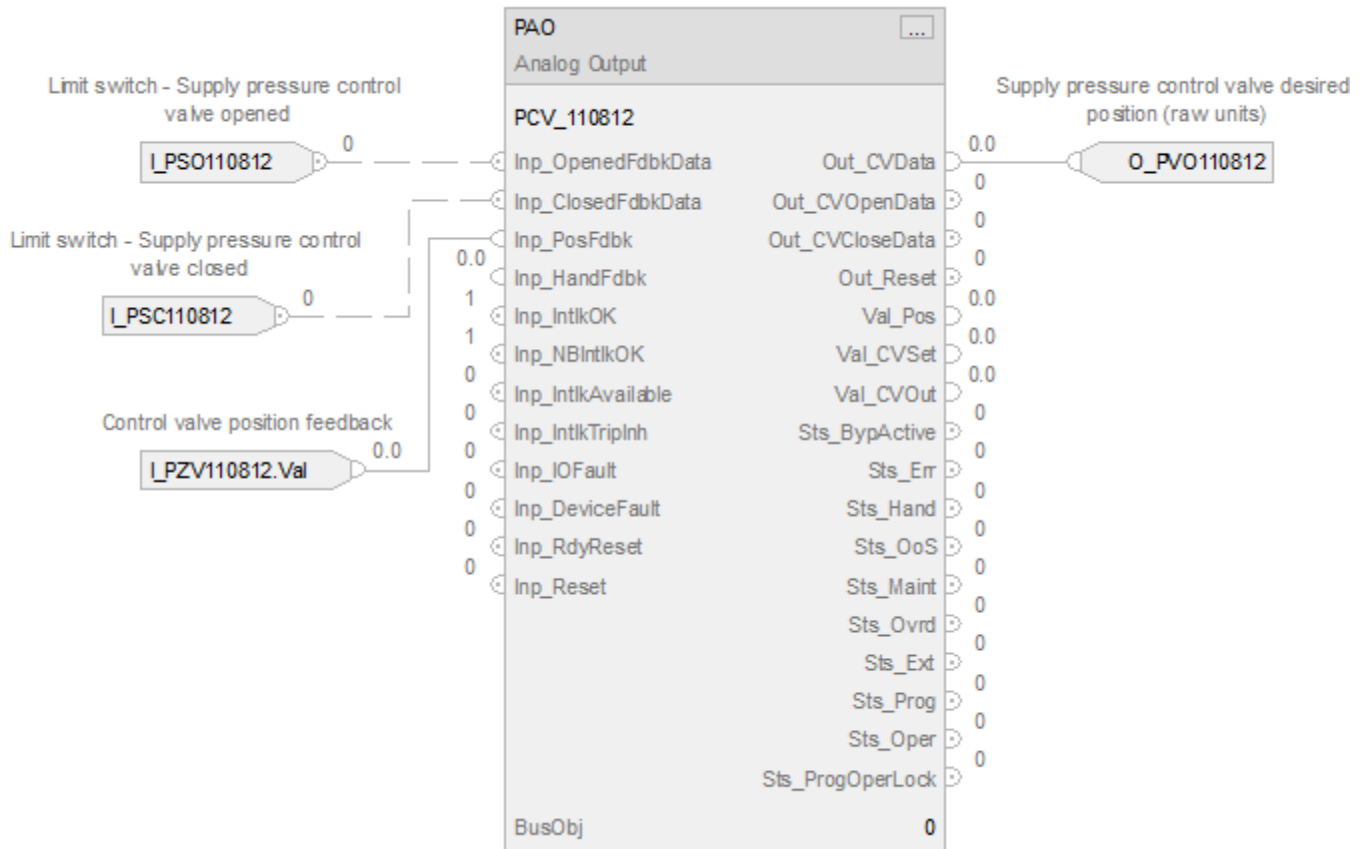 PAO
...
Analog Output
PCV_110812
Limit switch - Supply pressure control
valve opened
I_PSO110812
0
Limit switch - Supply pressure control
valve closed
I_PSC110812
0
Control valve position feedback
I_PZV110812.Val
0.0
Inp_OpenedFdbkData
Inp_ClosedFdbkData
Inp_PosFdbk
0.0
Inp_HandFdbk
1
Inp_IntlkOK
1
Inp_NBIntlkOK
0
Inp_IntlkAvailable
0
Inp_IntlkTripInh
0
Inp_IOFault
0
Inp_DeviceFault
0
Inp_RdyReset
0
Inp_Reset
Out_CVData
0.0
Out_CVOpenData
0
Out_CVCloseData
0
Out_Reset
0
Val_Pos
0.0
Val_CVSet
0.0
Val_CVOut
0.0
Sts_BypActive
0
Sts_Err
0
Sts_Hand
0
Sts_OoS
0
Sts_Maint
0
Sts_Ovrd
0
Sts_Ext
0
Sts_Prog
0
Sts_Oper
0
Sts_ProgOperLock
0
Supply pressure control valve desired
position (raw units)
O_PVO110812
BusObj
0